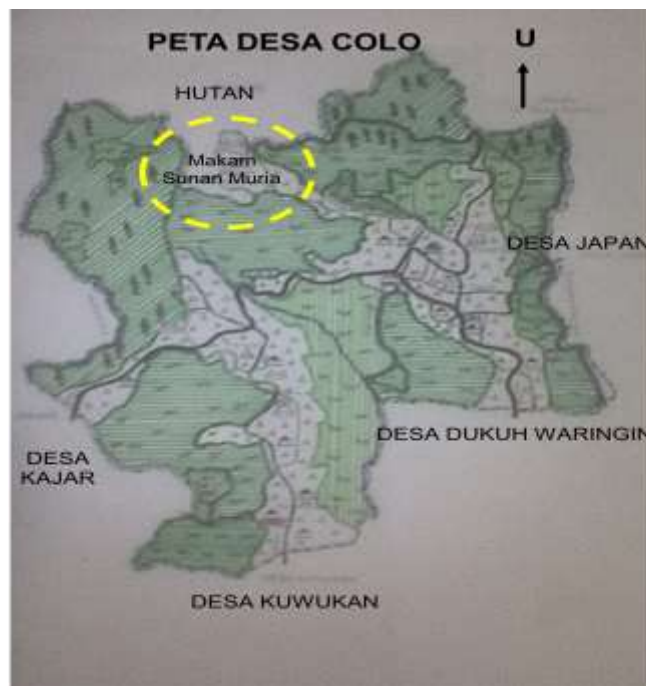 PETA DESA COLO
U
HUTAN
Makam
Sunan Muria
DESA JAPAN
DESA DUKUH WARINGIN
DESA
KAJAR
DESA KUWUKAN